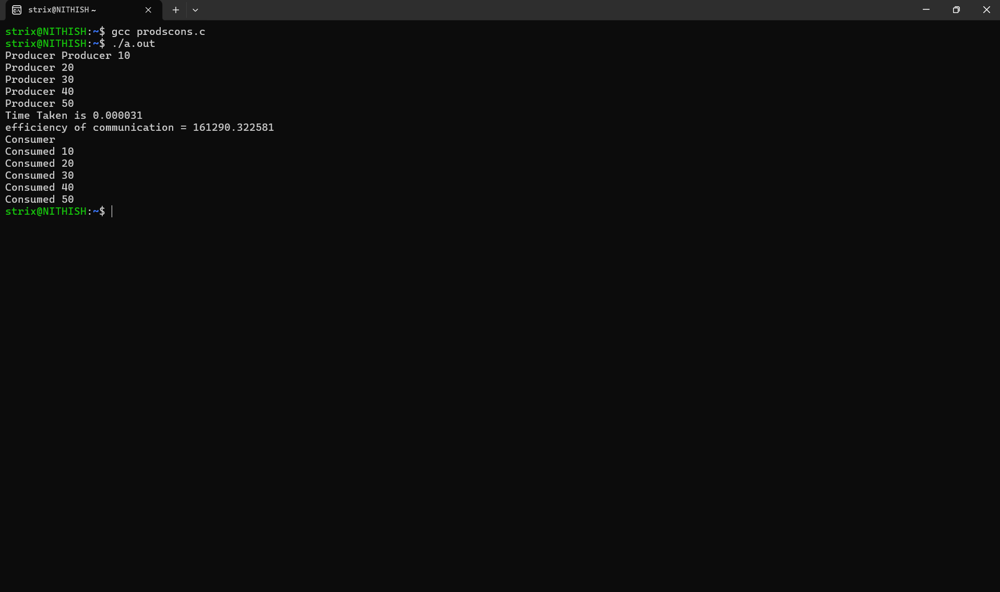 strix@NITHISH ~
strix@NITHISH:~$ gcc prodscons.c
strix@NITHISH:~$ ./a.out
Producer Producer 10
Producer 20
Producer 30
Producer 40
Producer 50
Time Taken is 0.000031
efficiency of communication = 161290.322581
Consumer
Consumed 10
Consumed 20
Consumed 30
Consumed 40
Consumed 50
strix@NITHISH:~$